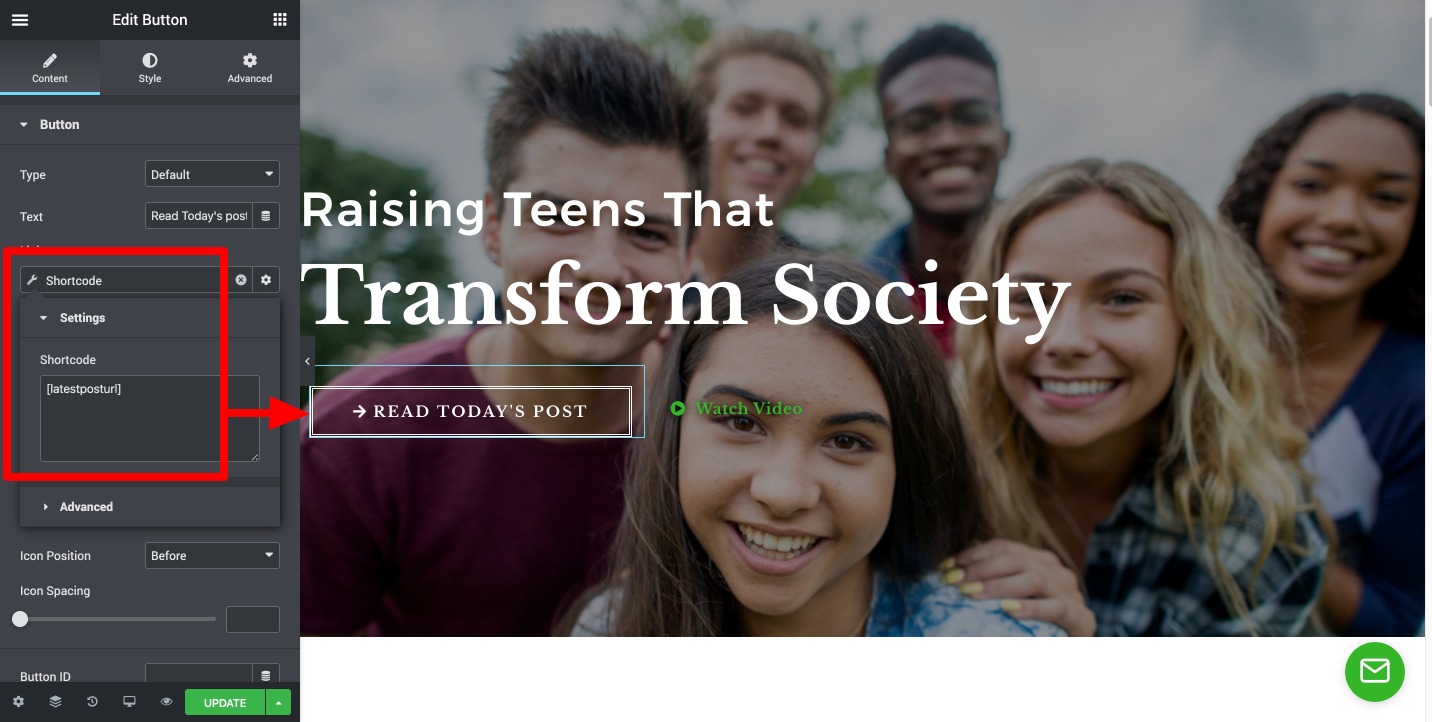 Edit Button
Content
Style
Advanced
Button
Type
Default
Text
Read Today's post
Shortcode
Settings
Shortcode
[latestposturl]
Advanced
Icon Position
Before
Icon Spacing
Button ID
UPDATE
Raising Teens That
Transform Society
READ TODAY'S POST
Watch Video